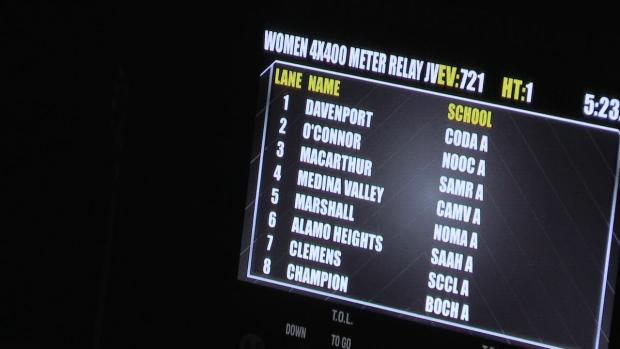 WOMEN 4X400 METER RELAY JV EV:721 HT:1 5:23
LANE NAME SCHOOL
1 DAVENPORT CODA A
2 O'CONNOR NOOC A
3 MACARTHUR SAMR A
4 MEDINA VALLEY CAMV A
5 MARSHALL NOMA A
6 ALAMO HEIGHTS SAAH A
7 CLEMENS SCCL A
8 CHAMPION BOCH A
T.O.L.
DOWN TO GO